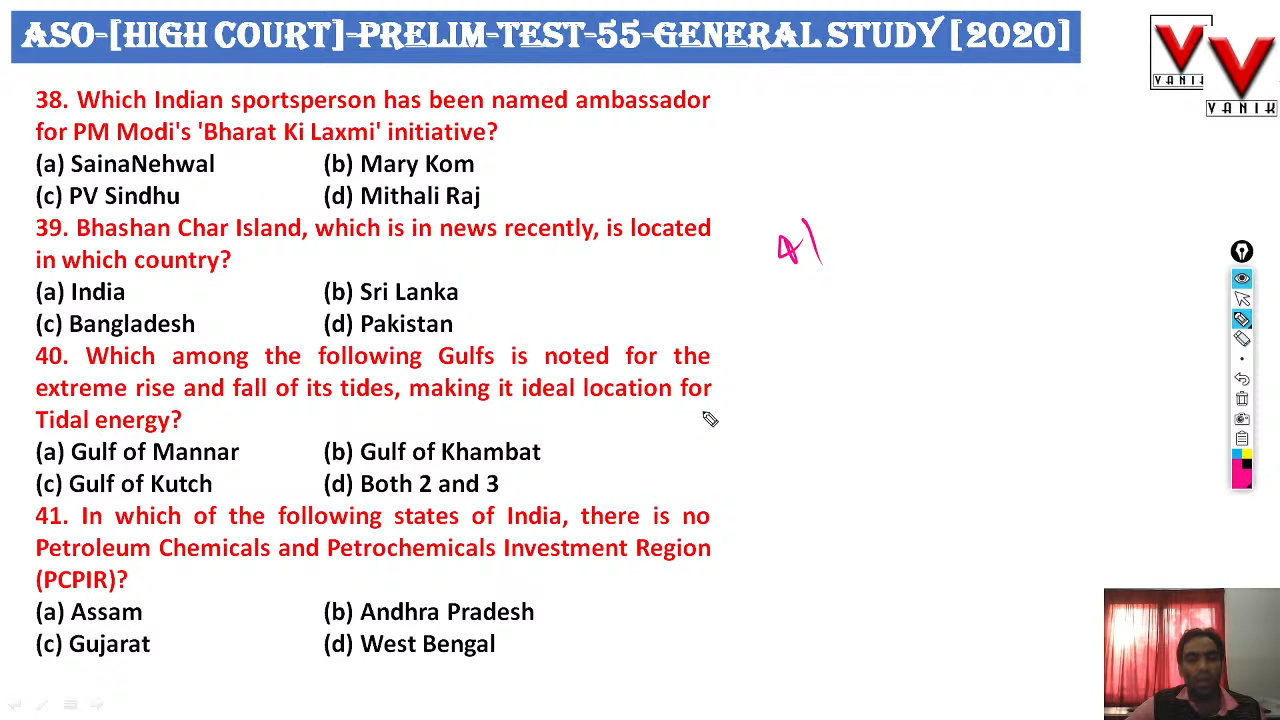 ASO-[HIGH COURT]-PRELIM-TEST-55-GENERAL STUDY [2020]
VANIK
VANIK
38. Which Indian sportsperson has been named ambassador
for PM Modi's 'Bharat Ki Laxmi' initiative?
(a) SainaNehwal (b) Mary Kom
(c) PV Sindhu (d) Mithali Raj
39. Bhashan Char Island, which is in news recently, is located
in which country?
(a) India (b) Sri Lanka
(c) Bangladesh (d) Pakistan
40. Which among the following Gulfs is noted for the
extreme rise and fall of its tides, making it ideal location for
Tidal energy?
(a) Gulf of Mannar (b) Gulf of Khambat
(c) Gulf of Kutch (d) Both 2 and 3
41. In which of the following states of India, there is no
Petroleum Chemicals and Petrochemicals Investment Region
(PCPIR)?
(a) Assam (b) Andhra Pradesh
(c) Gujarat (d) West Bengal